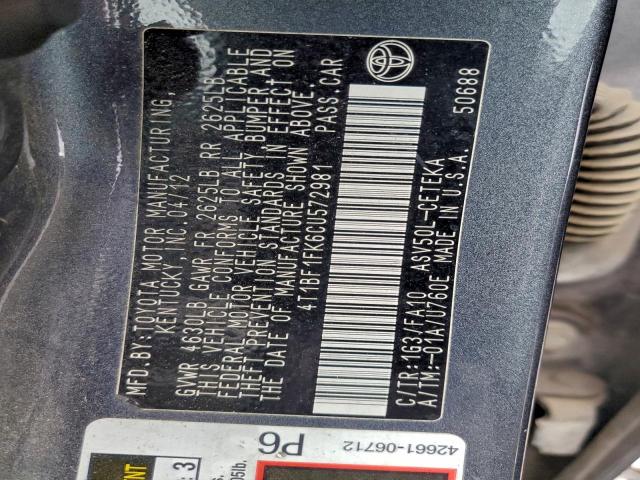 MFD.BY:TOYOTA MOTOR MANUFACTURING,
KENTUCKY, INC.04/12
GVWR 4630LB GAWR FR 2625LB RR 2625LB
THIS VEHICLE CONFORMS TO ALL APPLICABLE
FEDERAL MOTOR VEHICLE SAFETY, BUMPER AND
THEFT PREVENTION STANDARDS IN EFFECT ON
THE DATE OF MANUFACTURE SHOWN ABOVE.
4T1BF1FK6CU572981 PASS.CAR
C/TR:1G3/FA10 ASV50L-CETEKA
A/TM:-01A/U760E MADE IN U.S.A.
50688
42661-06712
P6
3